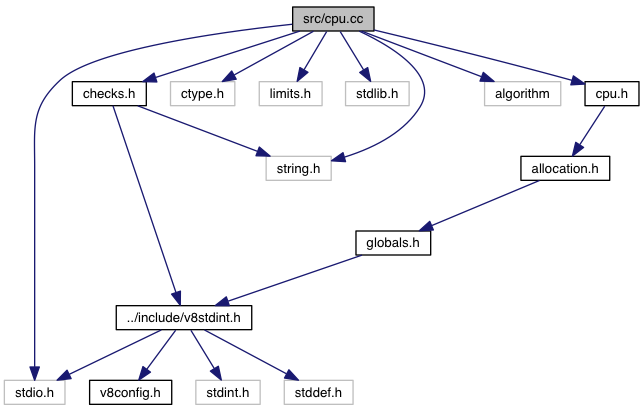 src/cpu.cc
checks.h
ctype.h
limits.h
stdlib.h
algorithm
cpu.h
string.h
allocation.h
globals.h
../include/v8stdint.h
stdio.h
v8config.h
stdint.h
stddef.h